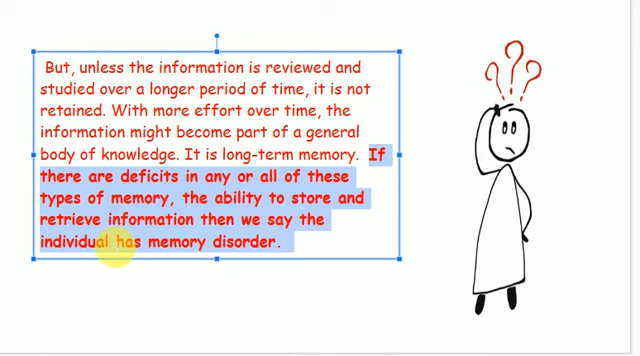 But, unless the information is reviewed and
studied over a longer period of time, it is not
retained. With more effort over time, the
information might become part of a general
body of knowledge. It is long-term memory. If
there are deficits in any or all of these
types of memory, the ability to store and
retrieve information then we say the
individual has memory disorder.
???